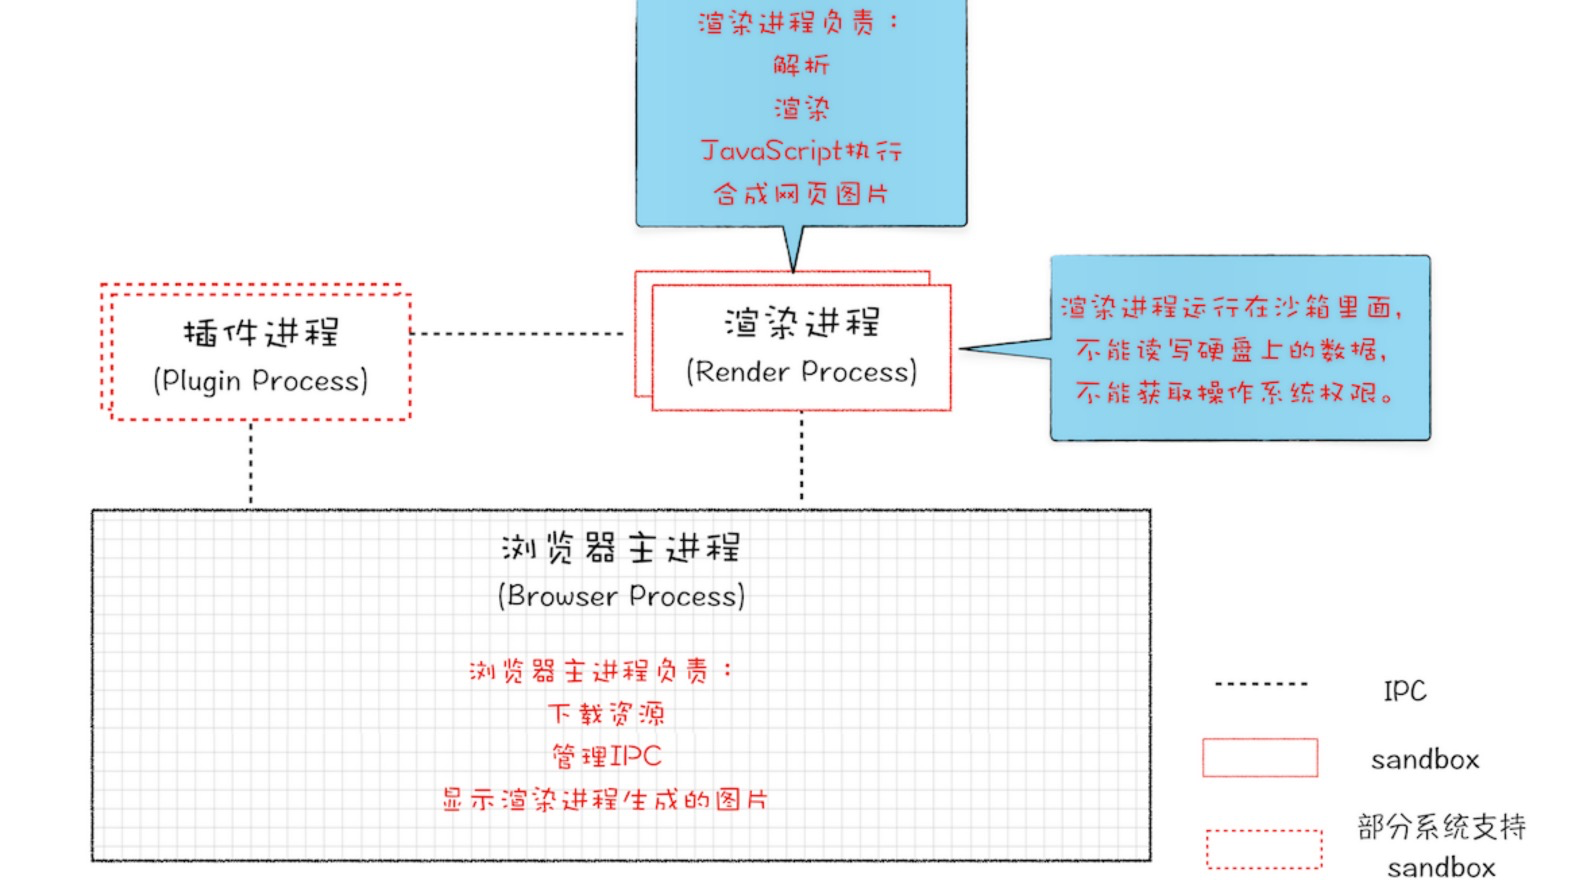 渲染进程负责：
解析
渲染
JavaScript执行
合成网页图片
插件进程
(Plugin Process)
渲染进程
(Render Process)
渲染进程运行在沙箱里面，
不能读写硬盘上的数据，
不能获取操作系统权限。
浏览器主进程
(Browser Process)
浏览器主进程负责：
下载资源
管理IPC
显示渲染进程生成的图片
IPC
sandbox
部分系统支持
sandbox